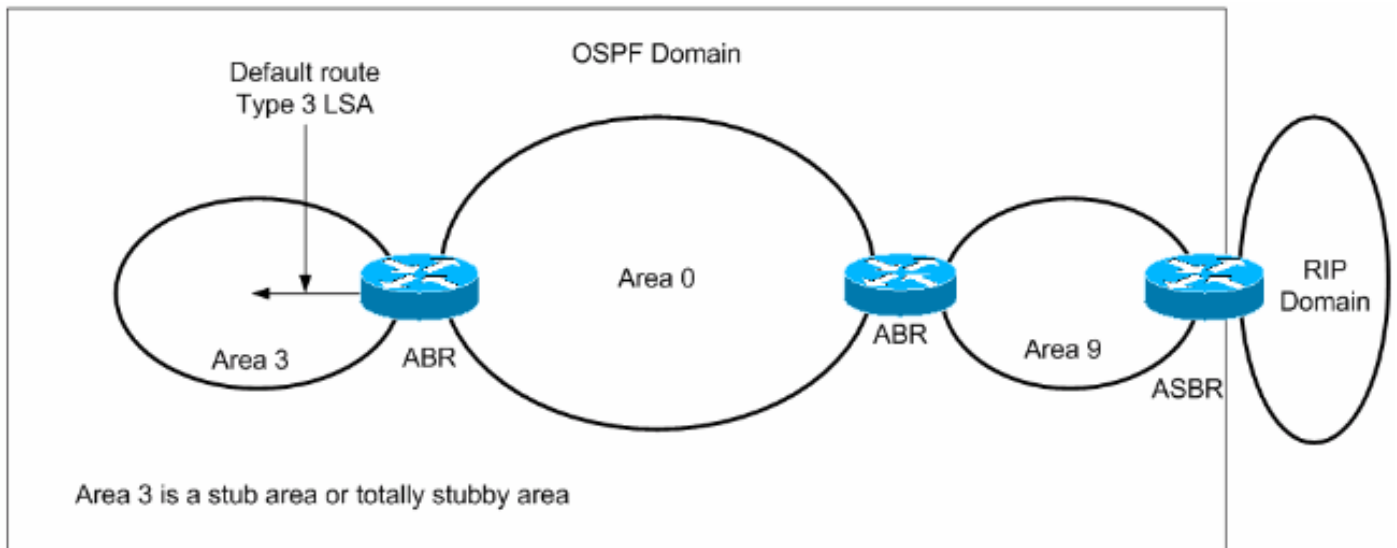 OSPF Domain
Default route
Type 3 LSA
Area 0
RIP
Domain
Area 3
ABR
ABR
Area 9
ASBR
Area 3 is a stub area or totally stubby area